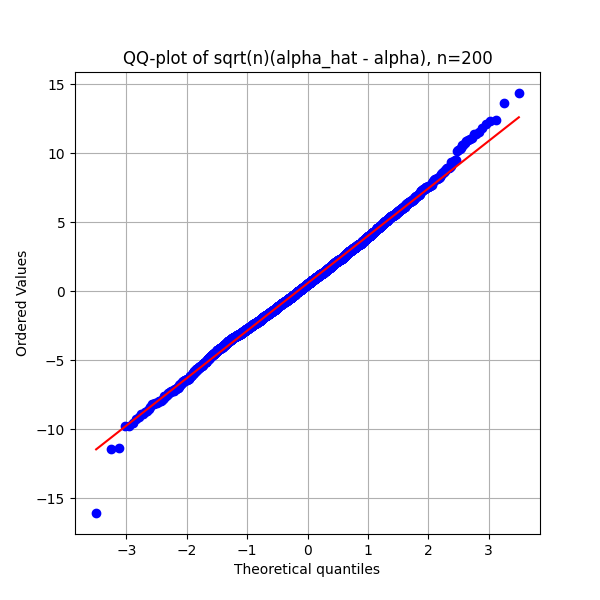 QQ-plot of sqrt(n)(alpha_hat - alpha), n=200
15
10
5
0
−5
−10
−15
Ordered Values
−3 −2 −1 0 1 2 3
Theoretical quantiles